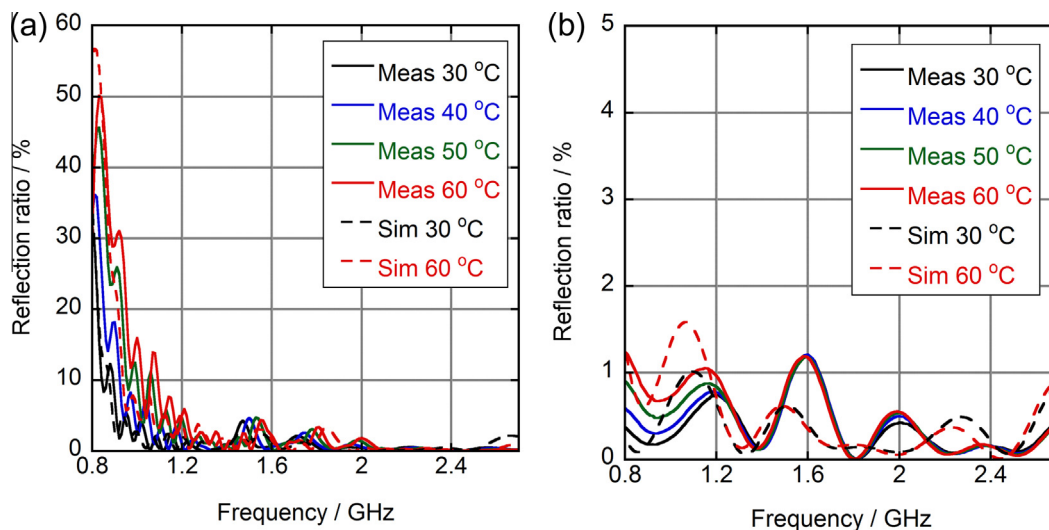 (a)
60
50
40
30
20
10
0
Reflection ratio / %
Meas 30 °C
Meas 40 °C
Meas 50 °C
Meas 60 °C
Sim 30 °C
Sim 60 °C
0.8 1.2 1.6 2 2.4
Frequency / GHz
(b)
5
4
3
2
1
0
Reflection ratio / %
Meas 30 °C
Meas 40 °C
Meas 50 °C
Meas 60 °C
Sim 30 °C
Sim 60 °C
0.8 1.2 1.6 2 2.4
Frequency / GHz